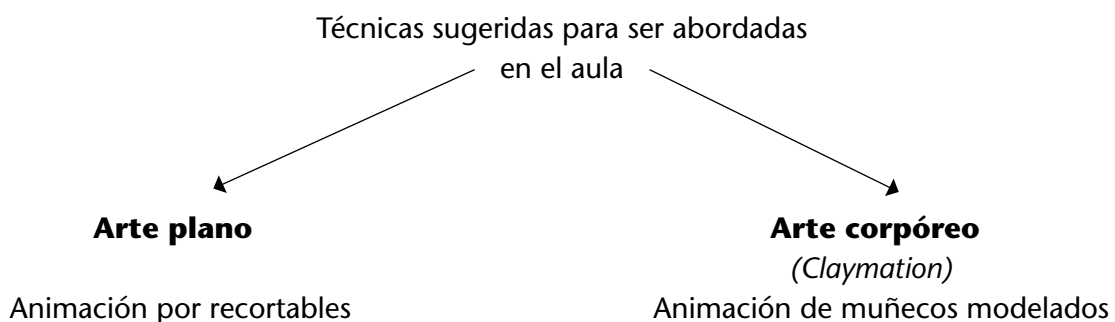 Técnicas sugeridas para ser abordadas
en el aula
Arte plano
Arte corpóreo
(Claymation)
Animación por recortables
Animación de muñecos modelados